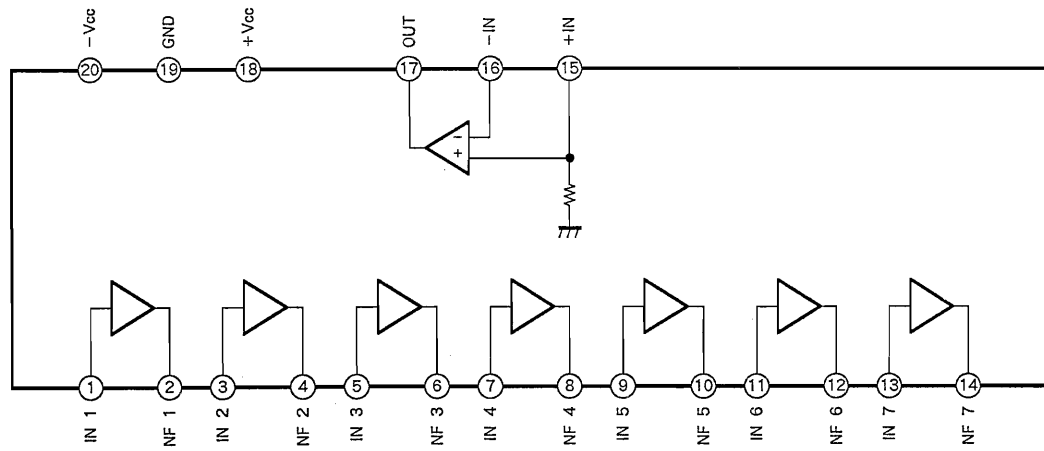 −Vcc GND +Vcc OUT −IN +IN
20 19 18 17 16 15
−
+
1 2 3 4 5 6 7 8 9 10 11 12 13 14
IN 1 NF 1 IN 2 NF 2 IN 3 NF 3 IN 4 NF 4 IN 5 NF 5 IN 6 NF 6 IN 7 NF 7